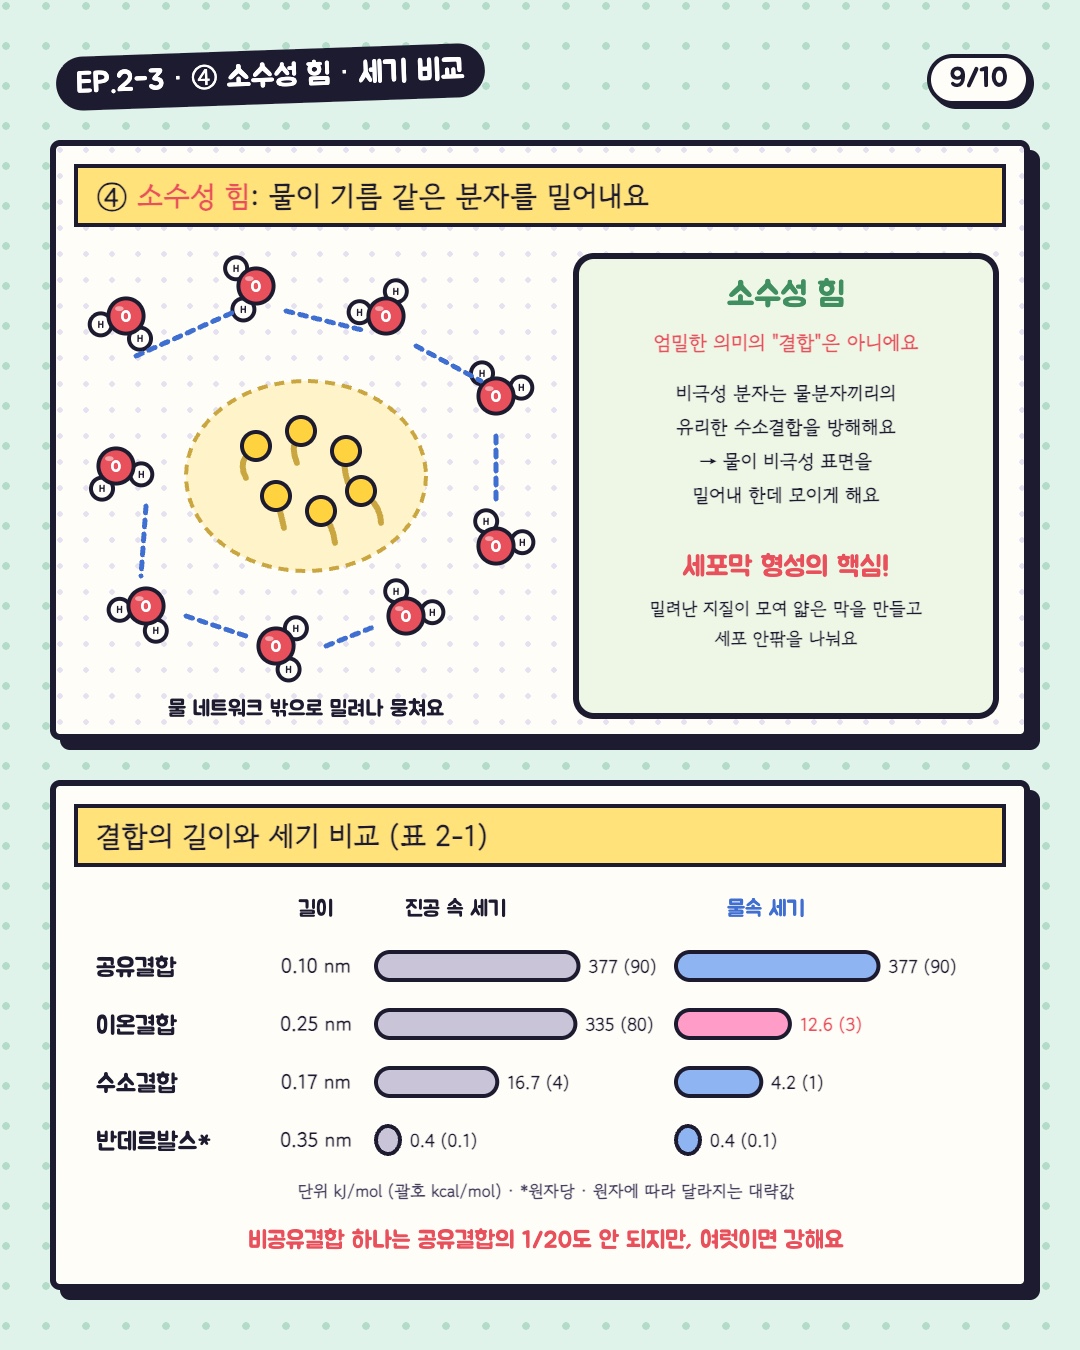 EP.2-3 · ④ 소수성 힘 · 세기 비교
9/10
④ 소수성 힘: 물이 기름 같은 분자를 밀어내요
H
O
H
H
O
H
H
O
H
H
O
H
O
H
H
H
O
H
H
O
H
H
O
H
O
H
H
물 네트워크 밖으로 밀려나 뭉쳐요
소수성 힘
엄밀한 의미의 "결합"은 아니에요
비극성 분자는 물분자끼리의
유리한 수소결합을 방해해요
→ 물이 비극성 표면을
밀어내 한데 모이게 해요
세포막 형성의 핵심!
밀려난 지질이 모여 얇은 막을 만들고
세포 안팎을 나눠요
결합의 길이와 세기 비교 (표 2-1)
길이 진공 속 세기 물속 세기
공유결합 0.10 nm 377 (90) 377 (90)
이온결합 0.25 nm 335 (80) 12.6 (3)
수소결합 0.17 nm 16.7 (4) 4.2 (1)
반데르발스* 0.35 nm 0.4 (0.1) 0.4 (0.1)
단위 kJ/mol (괄호 kcal/mol) · *원자당 · 원자에 따라 달라지는 대략값
비공유결합 하나는 공유결합의 1/20도 안 되지만, 여럿이면 강해요